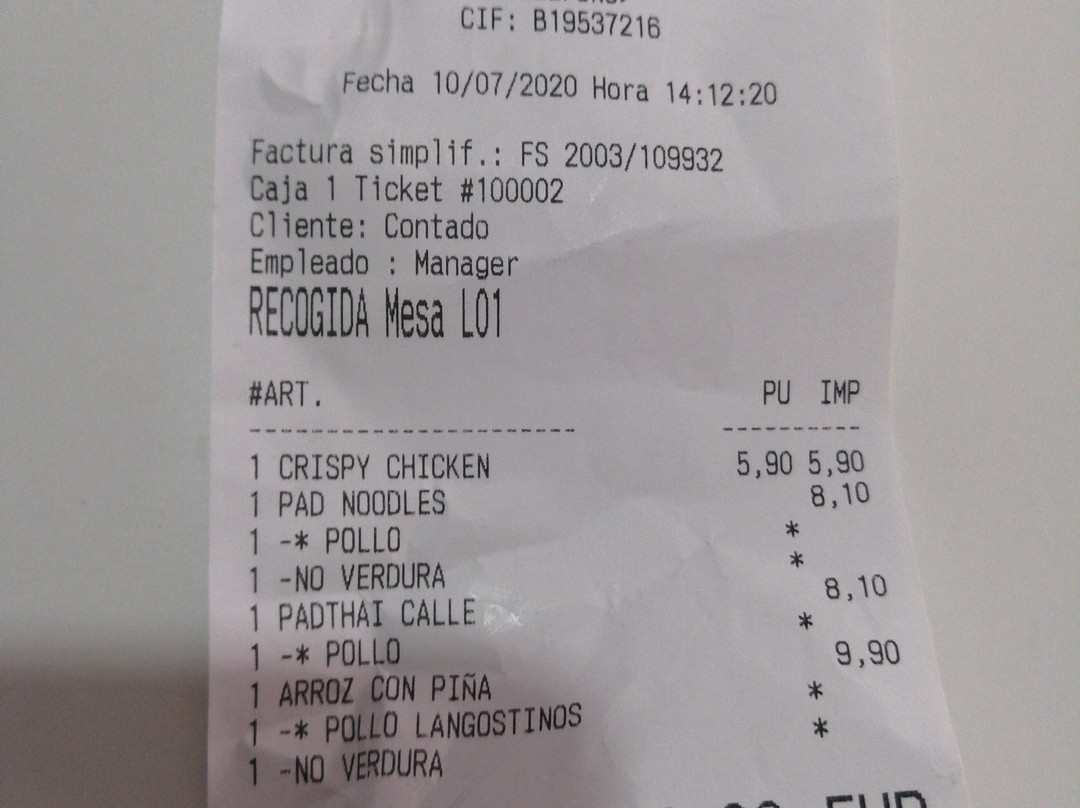 CIF: B19537216
Fecha 10/07/2020 Hora 14:12:20
Factura simplif.: FS 2003/109932
Caja 1 Ticket #100002
Cliente: Contado
Empleado : Manager
RECOGIDA Mesa L01
#ART. PU IMP
---------------------- ---------
1 CRISPY CHICKEN 5,90 5,90
1 PAD NOODLES 8,10
1 -* POLLO *
1 -NO VERDURA *
1 PADTHAI CALLE 8,10
1 -* POLLO *
1 ARROZ CON PIÑA 9,90
1 -* POLLO LANGOSTINOS *
1 -NO VERDURA *
EUR